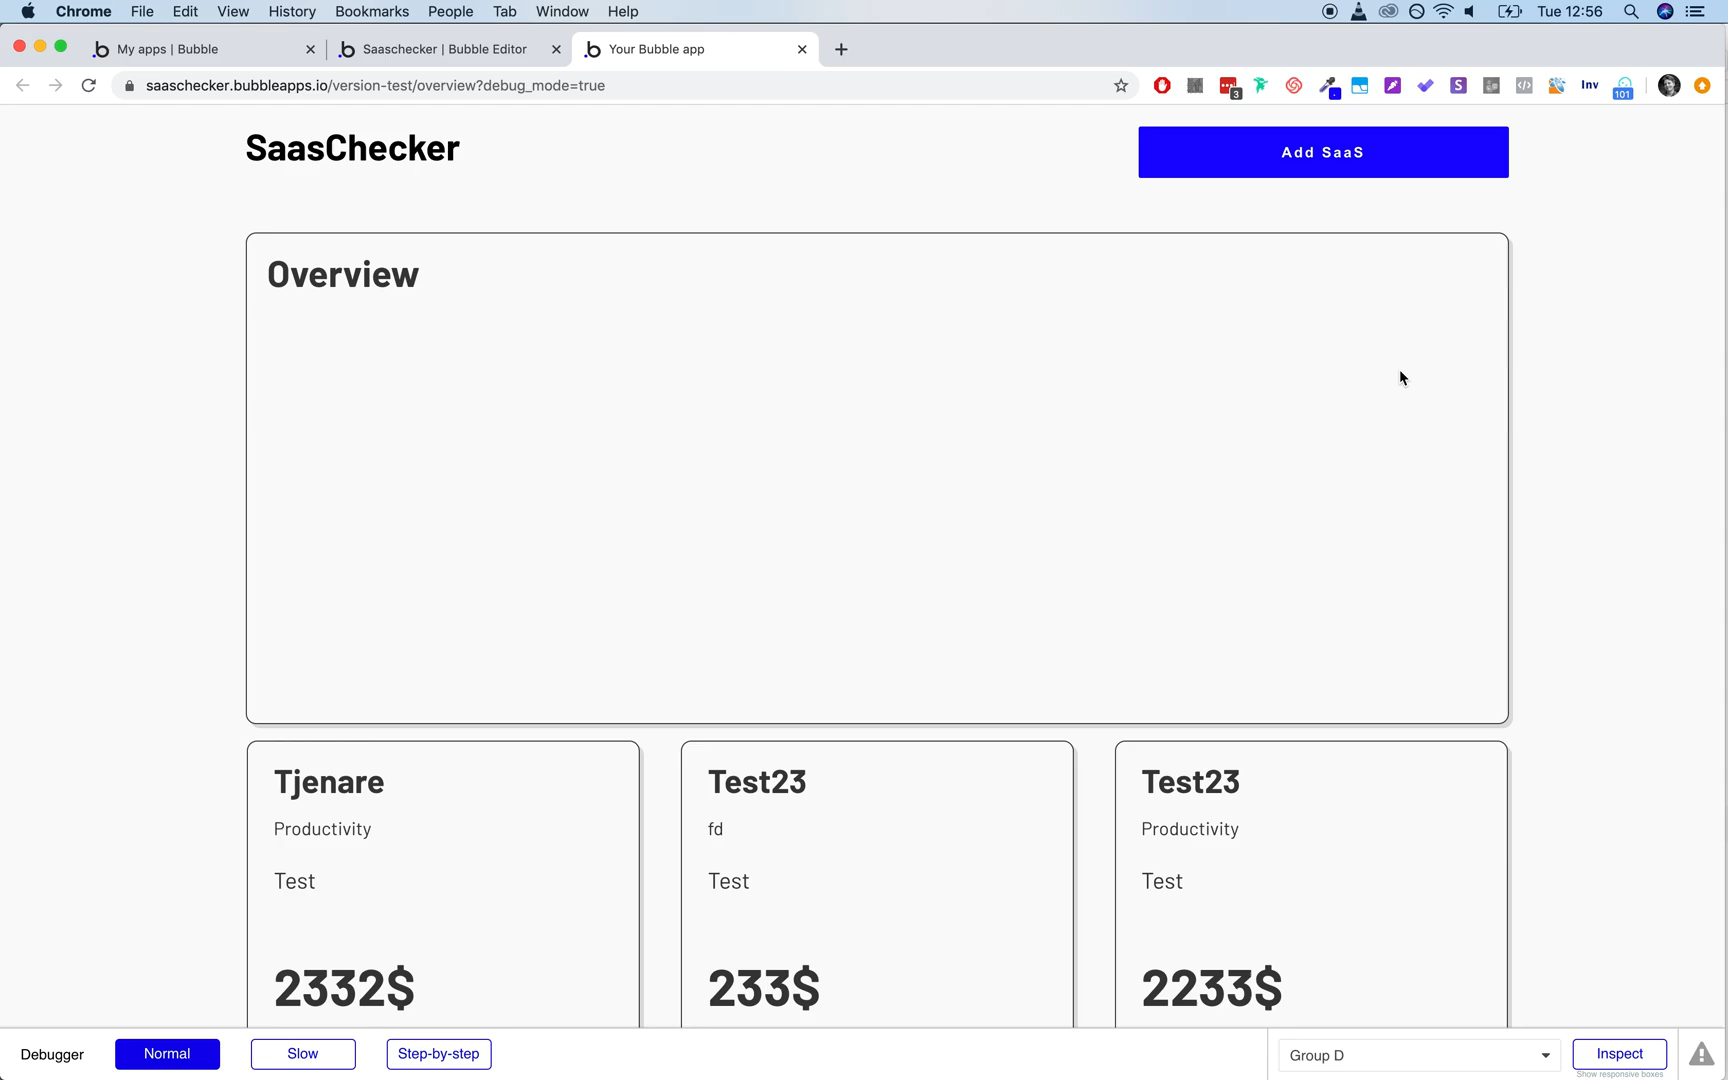 Chrome File Edit View History Bookmarks People Tab Window Help Tue 12:56
My apps | Bubble Saaschecker | Bubble Editor Your Bubble app
saaschecker.bubbleapps.io/version-test/overview?debug_mode=true 3 S Inv 101
SaasChecker Add SaaS
Overview
Tjenare Test23 Test23
Productivity fd Productivity
Test Test Test
2332$ 233$ 2233$
Debugger Normal Slow Step-by-step Group D Inspect
Show responsive boxes